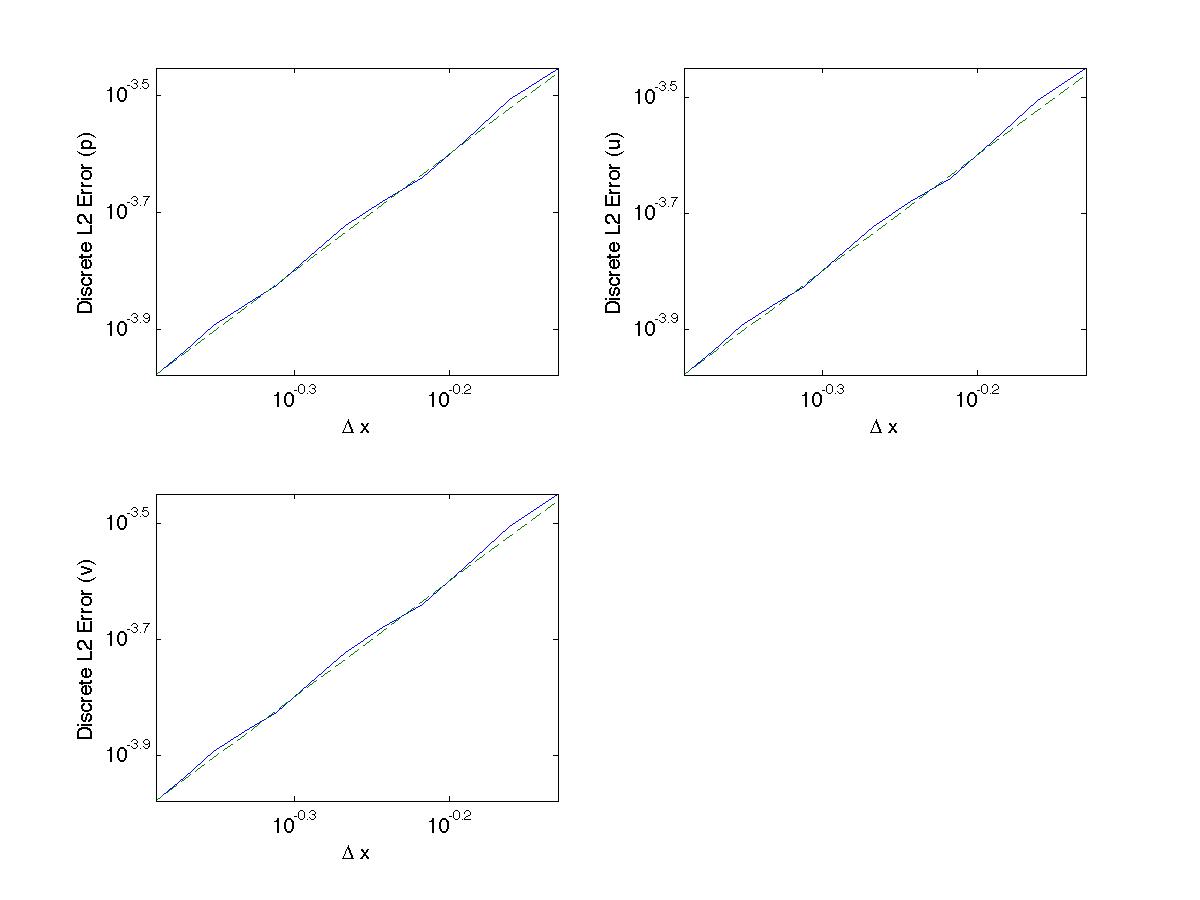 Discrete L2 Error (p)
10^-3.5
10^-3.7
10^-3.9
10^-0.3 10^-0.2
Δ x
Discrete L2 Error (u)
10^-3.5
10^-3.7
10^-3.9
10^-0.3 10^-0.2
Δ x
Discrete L2 Error (v)
10^-3.5
10^-3.7
10^-3.9
10^-0.3 10^-0.2
Δ x